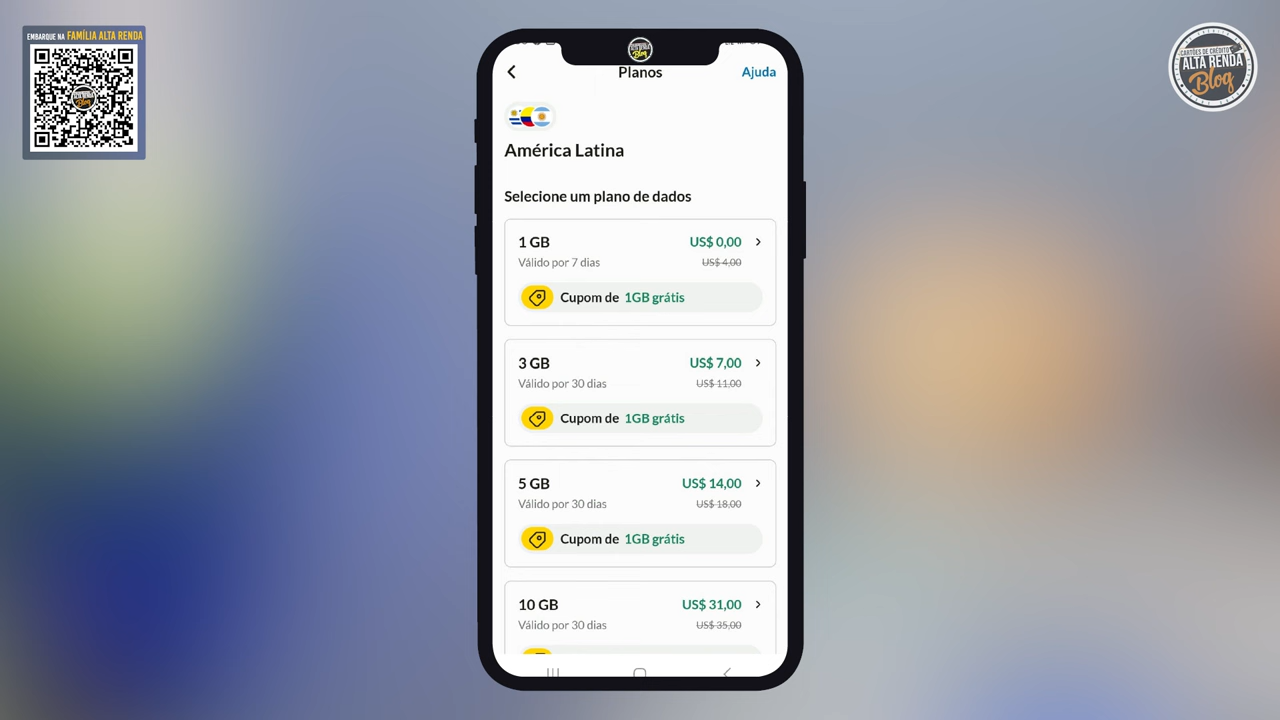 EMBARQUE NA FAMÍLIA ALTA RENDA
CARTÕES DE CRÉDITO
ALTA RENDA
Blog
Planos
Ajuda
América Latina
Selecione um plano de dados
1 GB
US$ 0,00
Válido por 7 dias
US$ 4,00
Cupom de 1GB grátis
3 GB
US$ 7,00
Válido por 30 dias
US$ 11,00
Cupom de 1GB grátis
5 GB
US$ 14,00
Válido por 30 dias
US$ 18,00
Cupom de 1GB grátis
10 GB
US$ 31,00
Válido por 30 dias
US$ 35,00